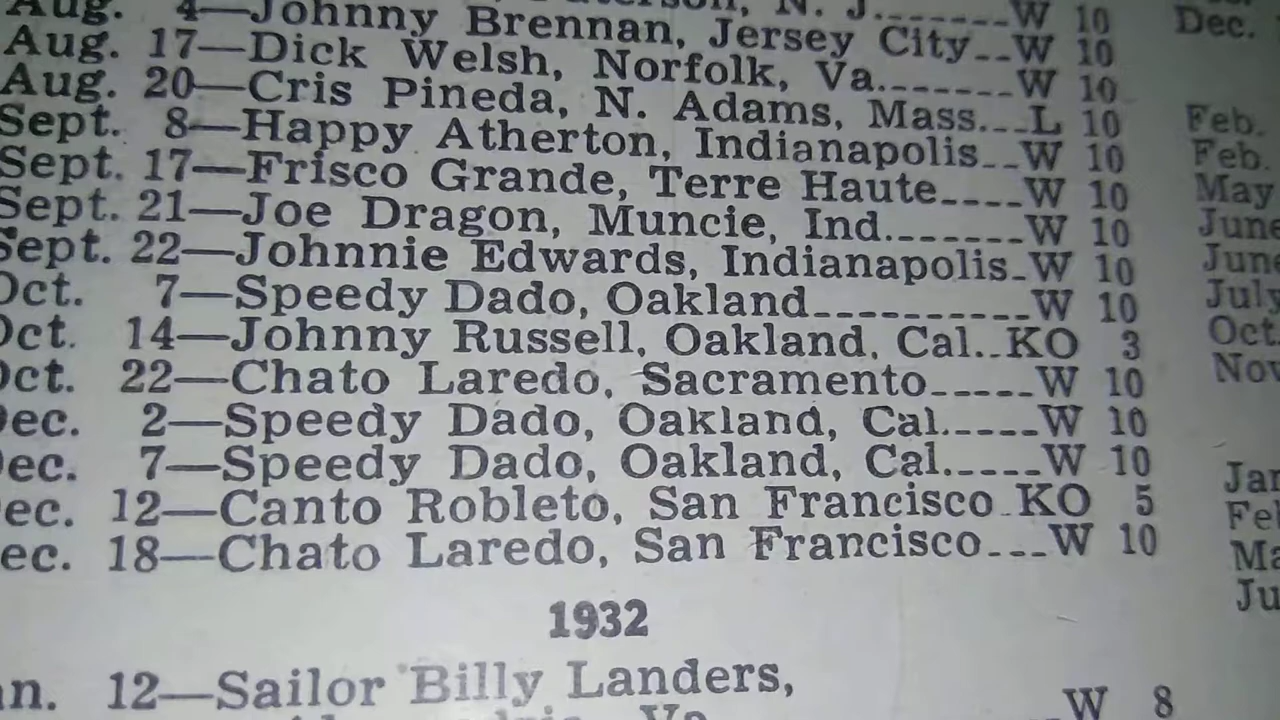 N. J.-------W 10
Aug. 4—Johnny Brennan, Jersey City--W 10
Aug. 17—Dick Welsh, Norfolk, Va.-------W 10
Aug. 20—Cris Pineda, N. Adams, Mass.--L 10
Sept. 8—Happy Atherton, Indianapolis--W 10
Sept. 17—Frisco Grande, Terre Haute----W 10
Sept. 21—Joe Dragon, Muncie, Ind.-------W 10
Sept. 22—Johnnie Edwards, Indianapolis-W 10
Oct. 7—Speedy Dado, Oakland----------W 10
Oct. 14—Johnny Russell, Oakland, Cal.--KO 3
Oct. 22—Chato Laredo, Sacramento-----W 10
Dec. 2—Speedy Dado, Oakland, Cal.-----W 10
Dec. 7—Speedy Dado, Oakland, Cal.-----W 10
ec. 12—Canto Robleto, San Francisco-KO 5
ec. 18—Chato Laredo, San Francisco---W 10
1932
n. 12—Sailor Billy Landers,
Va. W 8
Dec.
Feb.
Feb.
May
June
June
July
Oct.
Nov
Jan
Fe
Ma
Ju